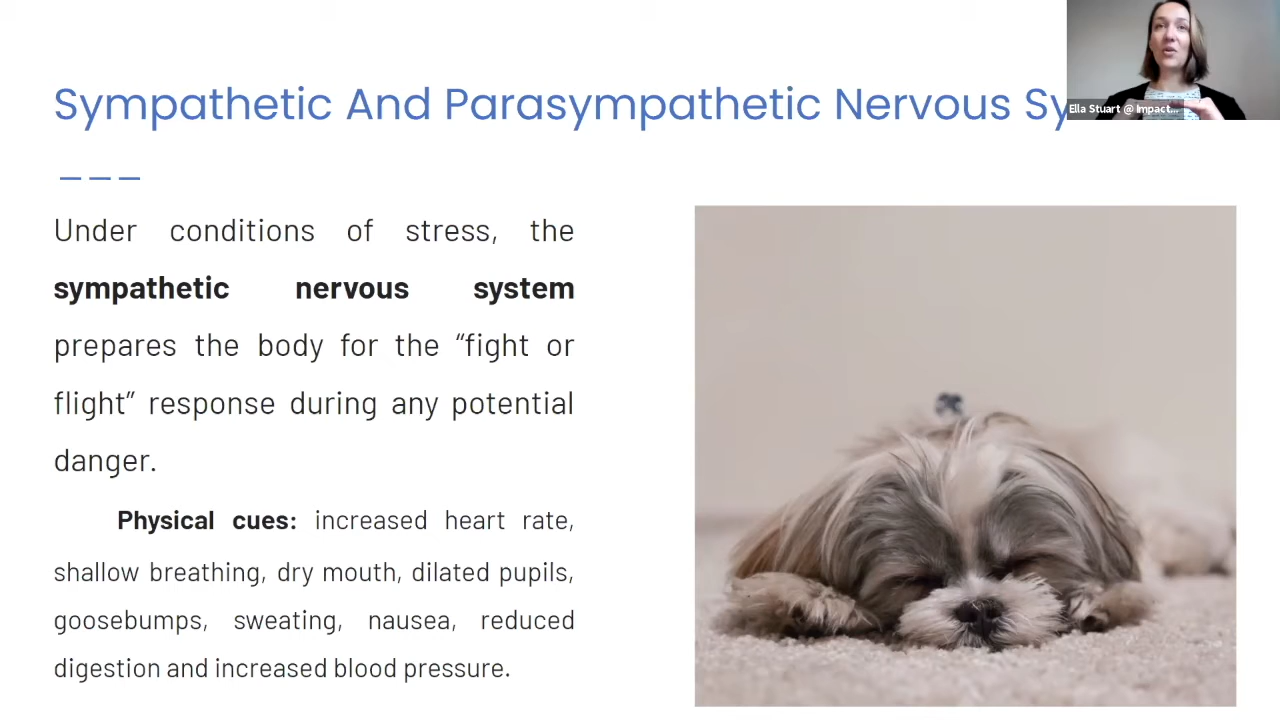 Sympathetic And Parasympathetic Nervous Sy
Ella Stuart @ Impact...
Under conditions of stress, the
sympathetic nervous system
prepares the body for the “fight or
flight” response during any potential
danger.
Physical cues: increased heart rate,
shallow breathing, dry mouth, dilated pupils,
goosebumps, sweating, nausea, reduced
digestion and increased blood pressure.